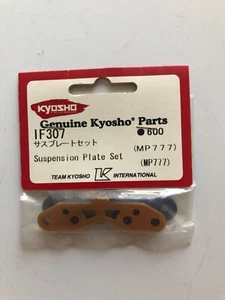 KYOSHO
Genuine Kyosho® Parts
IF307 ●600
サスプレートセット (MP777)
Suspension Plate Set (MP777)
TEAM KYOSHO K INTERNATIONAL